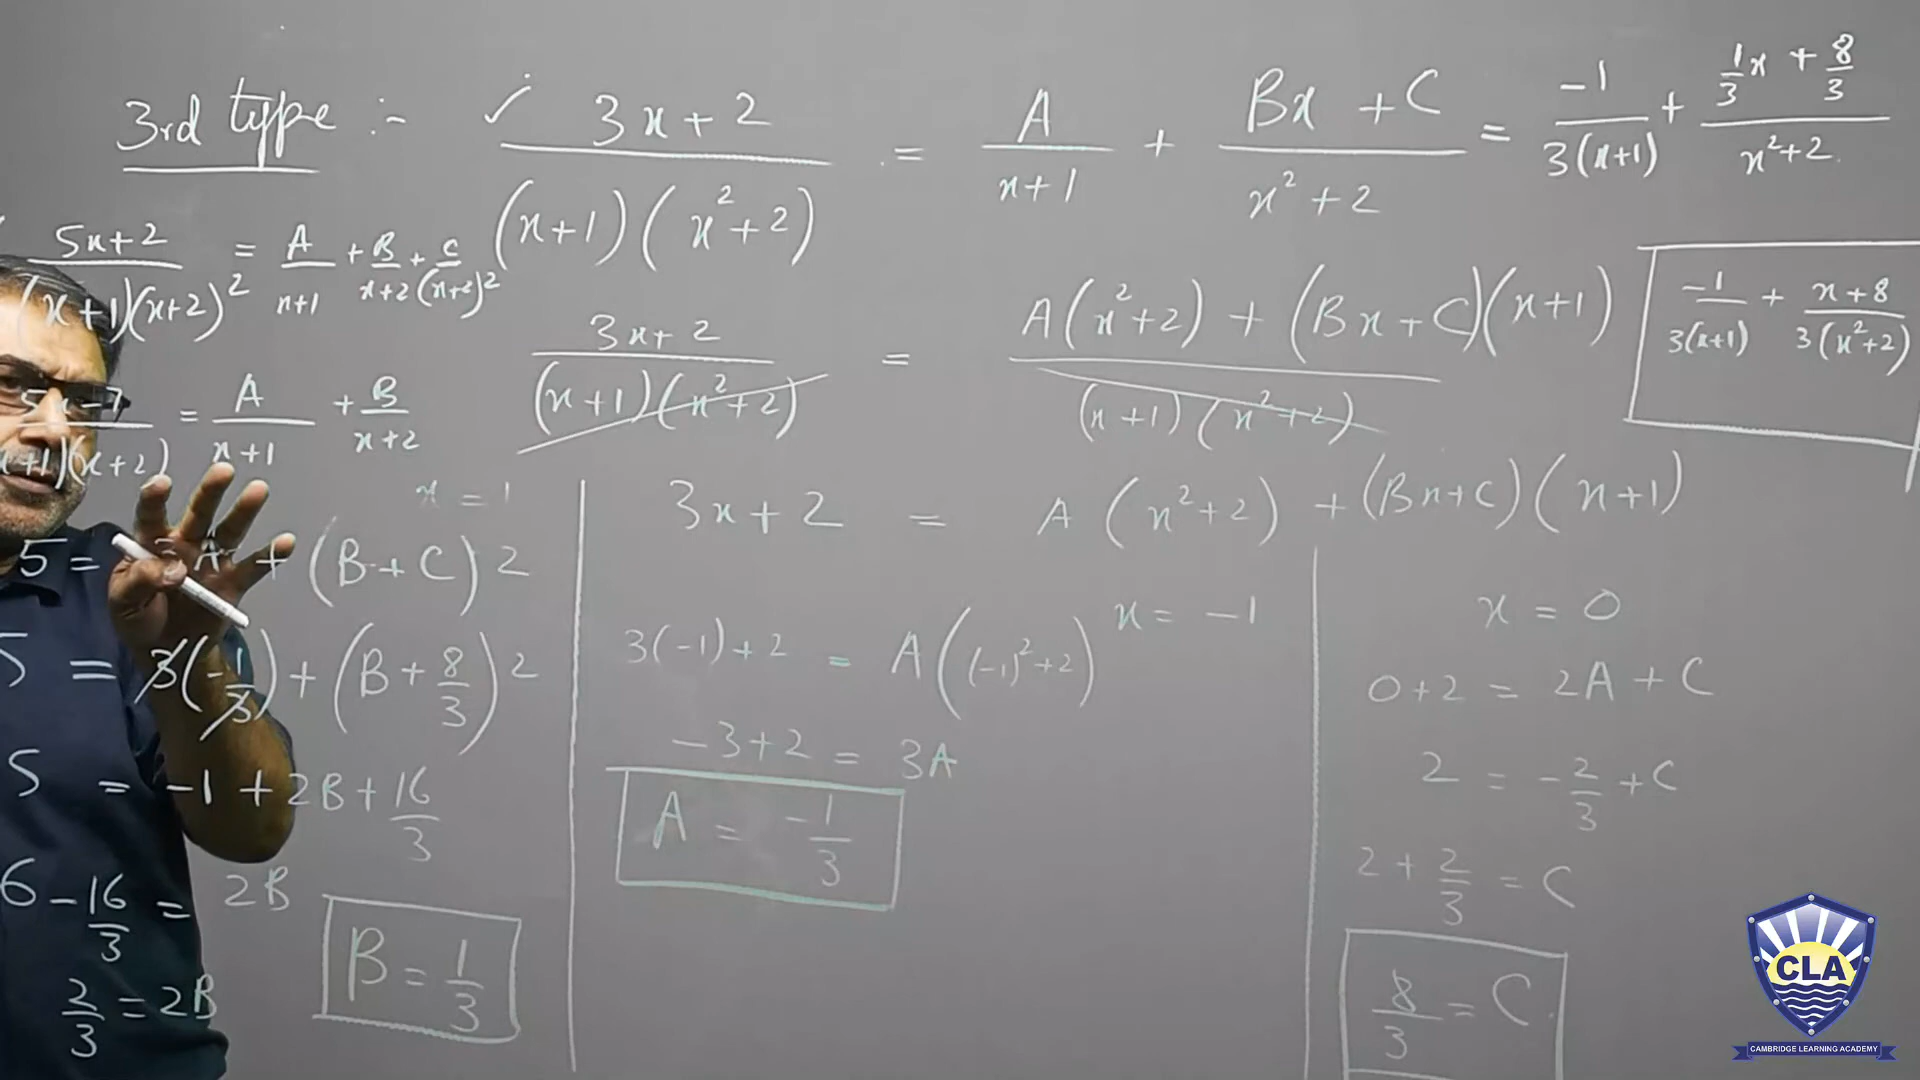 3rd type :- ✓ (3x+2)/((x+1)(x²+2)) = A/(x+1) + (Bx+C)/(x²+2) = -1/(3(x+1)) + (1/3 x + 8/3)/(x²+2)
(5x+2)/((x+1)(x+2)²) = A/(x+1) + B/(x+2) + C/(x+2)²
(3x+2)/((x+1)(x²+2)) = (A(x²+2) + (Bx+C)(x+1))/((x+1)(x²+2))
-1/(3(x+1)) + (x+8)/(3(x²+2))
5x-7/(x+1)(x+2) = A/(x+1) + B/(x+2)
3x+2 = A(x²+2) + (Bx+C)(x+1)
x = 1
5 = 3A + (B+C)2
5 = 3(-1/3) + (B + 8/3)2
5 = -1 + 2B + 16/3
6 - 16/3 = 2B
2/3 = 2B
B = 1/3
x = -1
3(-1)+2 = A((-1)²+2)
-3+2 = 3A
A = -1/3
x = 0
0+2 = 2A + C
2 = -2/3 + C
2 + 2/3 = C
8/3 = C
CLA
CAMBRIDGE LEARNING ACADEMY